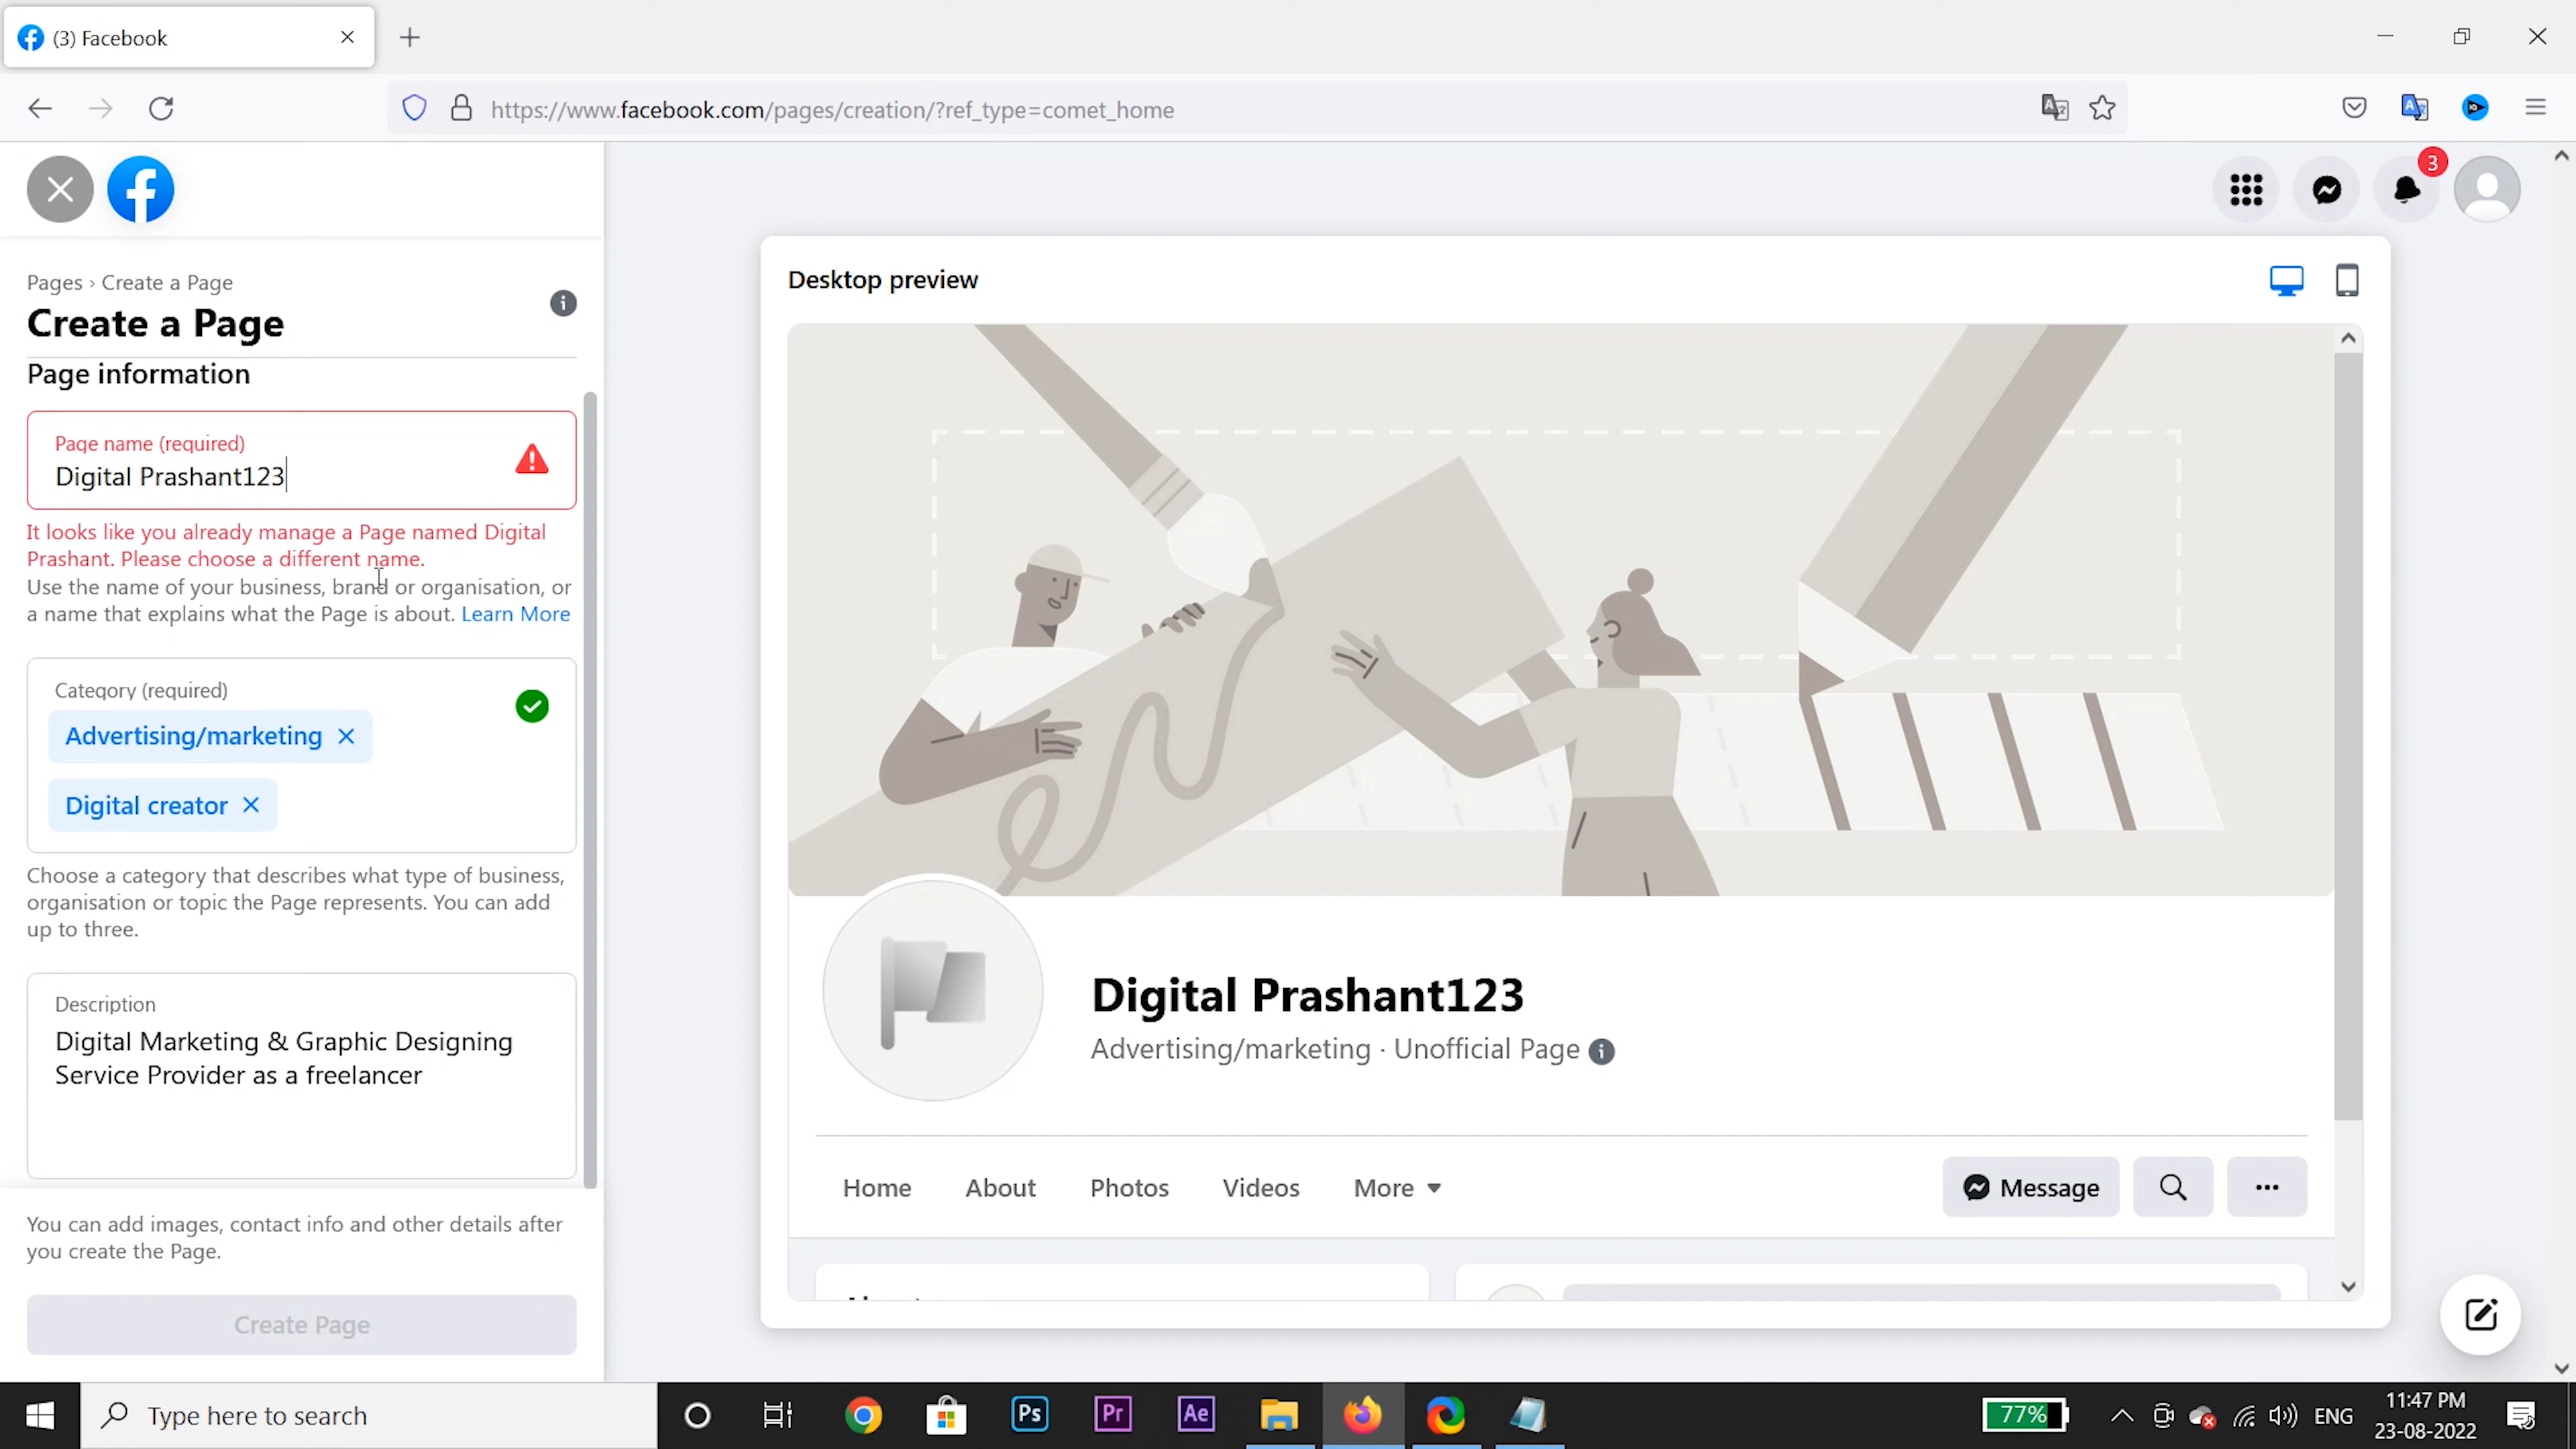 (3) Facebook
https://www.facebook.com/pages/creation/?ref_type=comet_home
3
Pages › Create a Page
Create a Page
Page information
Page name (required)
Digital Prashant123
It looks like you already manage a Page named Digital
Prashant. Please choose a different name.
Use the name of your business, brand or organisation, or
a name that explains what the Page is about. Learn More
Category (required)
Advertising/marketing
Digital creator
Choose a category that describes what type of business,
organisation or topic the Page represents. You can add
up to three.
Description
Digital Marketing & Graphic Designing
Service Provider as a freelancer
You can add images, contact info and other details after
you create the Page.
Create Page
Desktop preview
Digital Prashant123
Advertising/marketing · Unofficial Page
Home About Photos Videos More
Message
Type here to search
Ps
Pr
Ae
77%
ENG
11:47 PM
23-08-2022